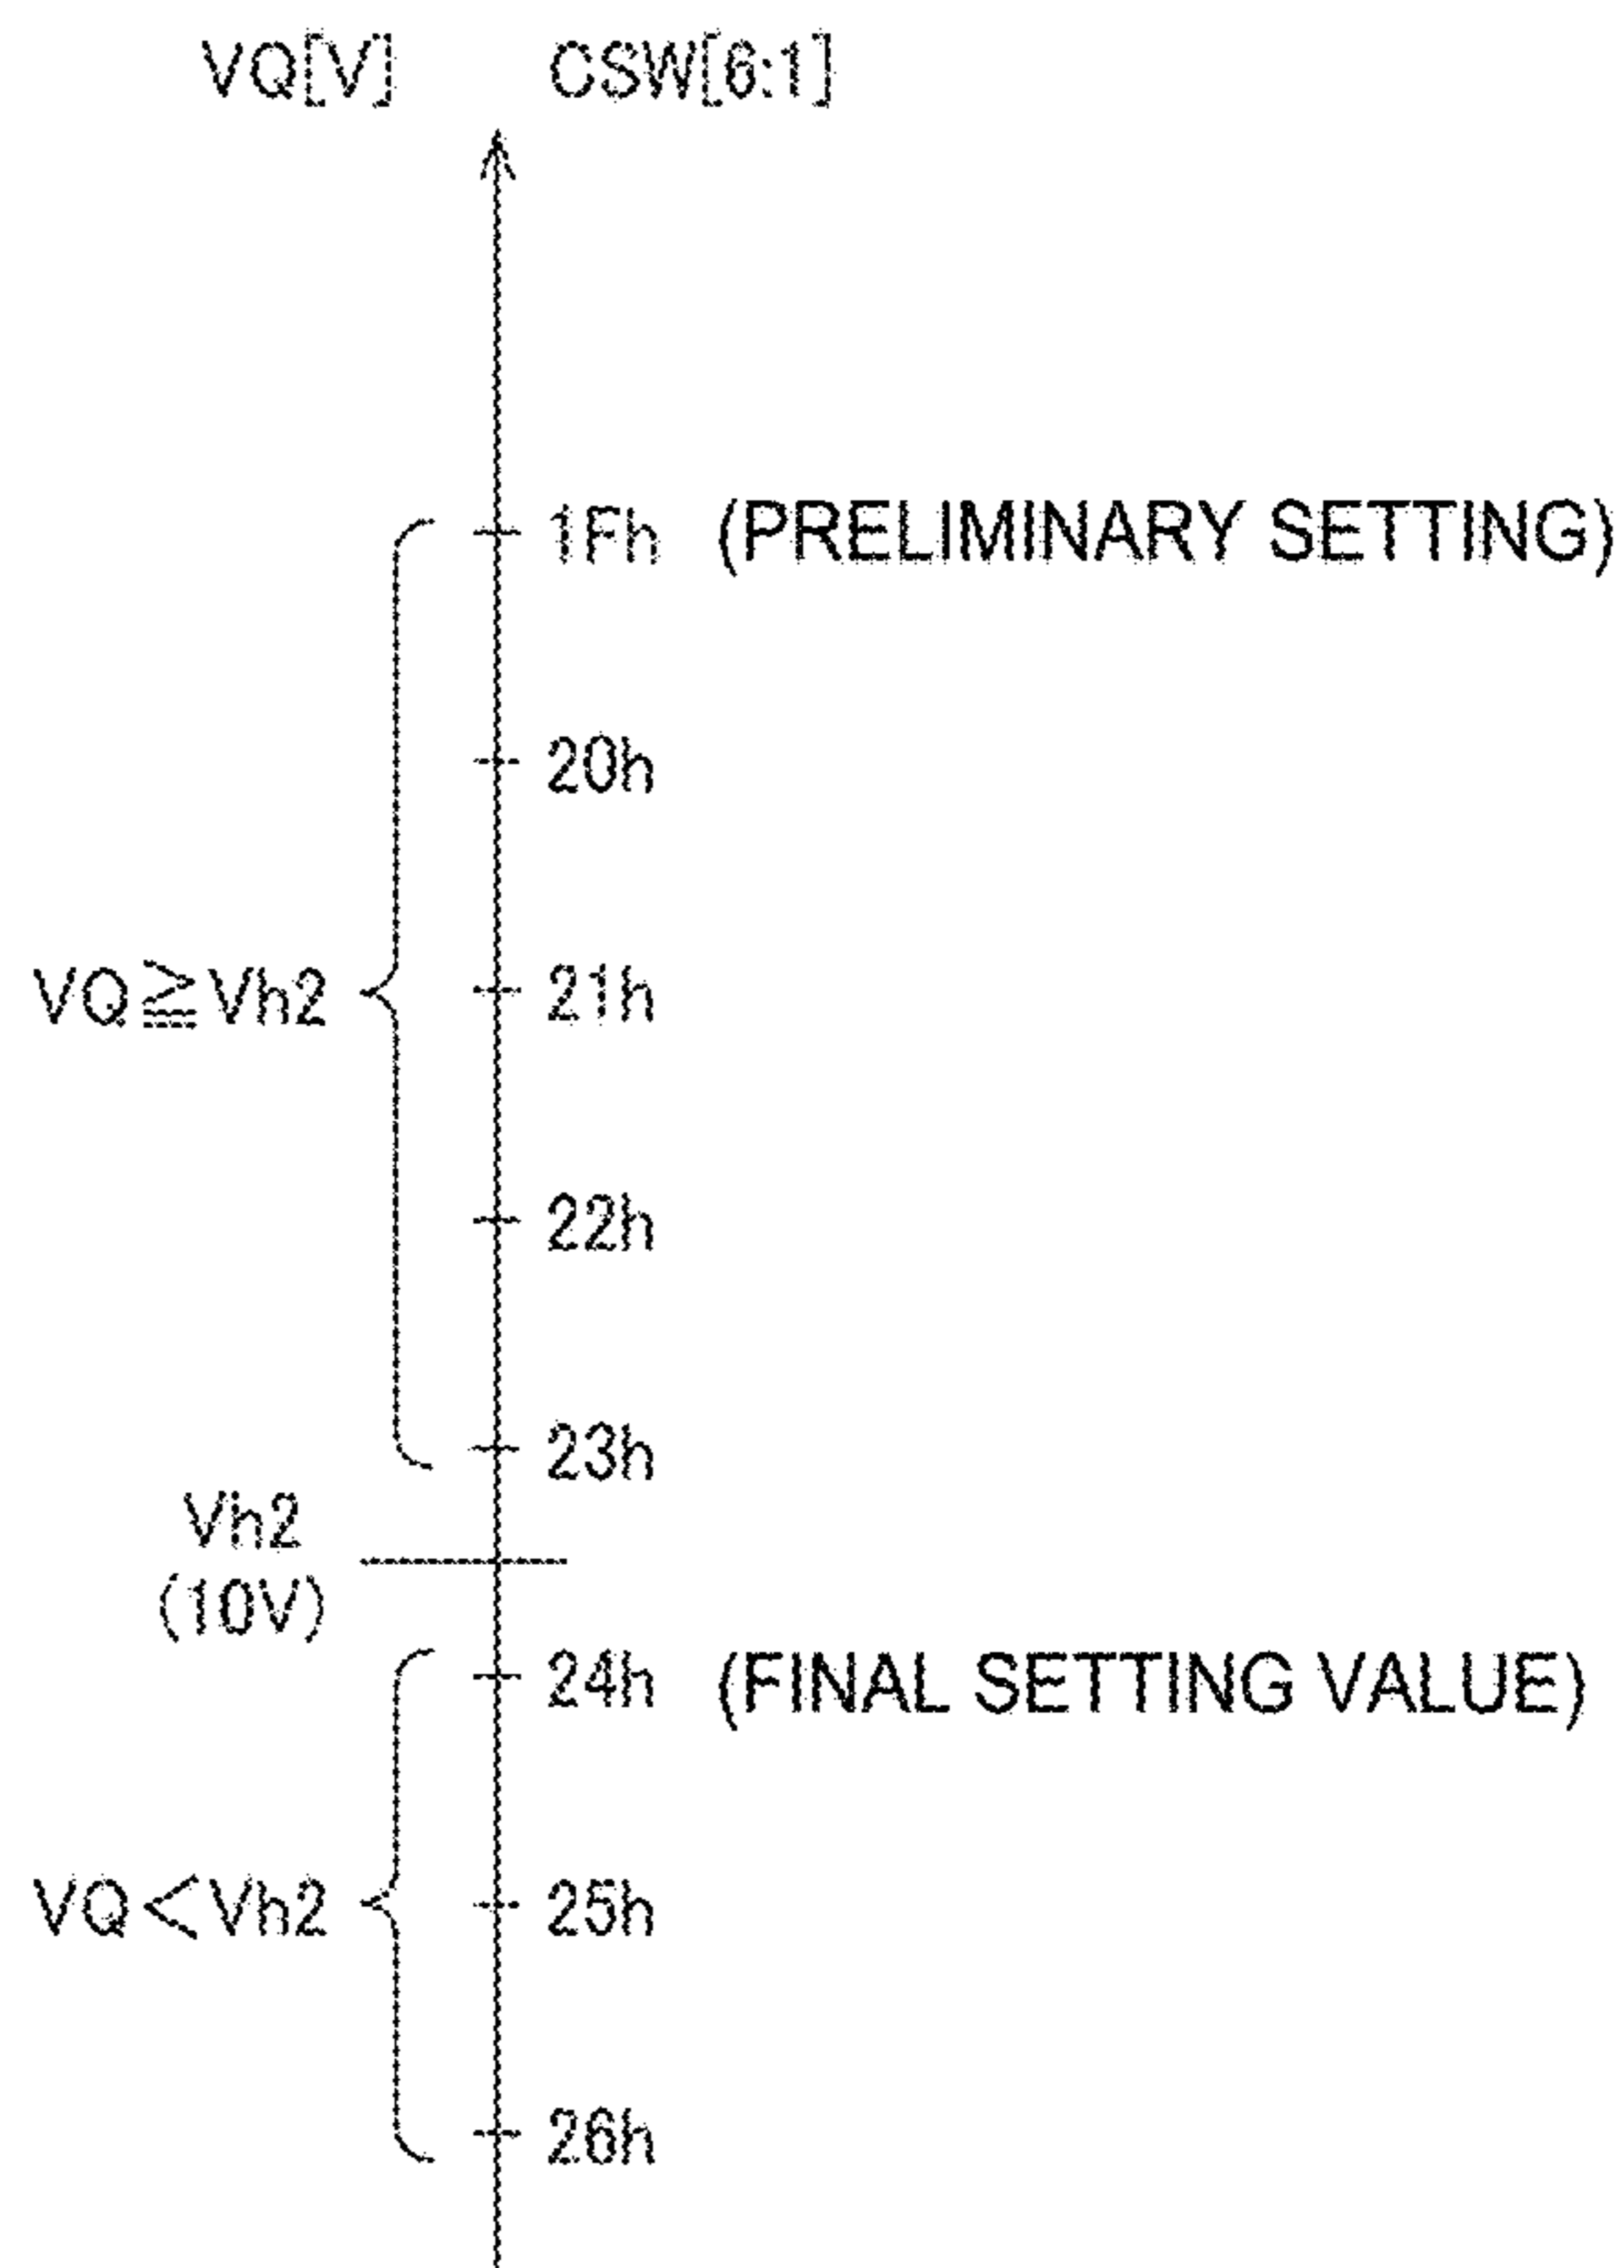 VQ[V] CSW[6:1]
1Fh (PRELIMINARY SETTING)
20h
VQ≧Vh2 21h
22h
23h
Vh2
(10V)
24h (FINAL SETTING VALUE)
VQ<Vh2 25h
26h